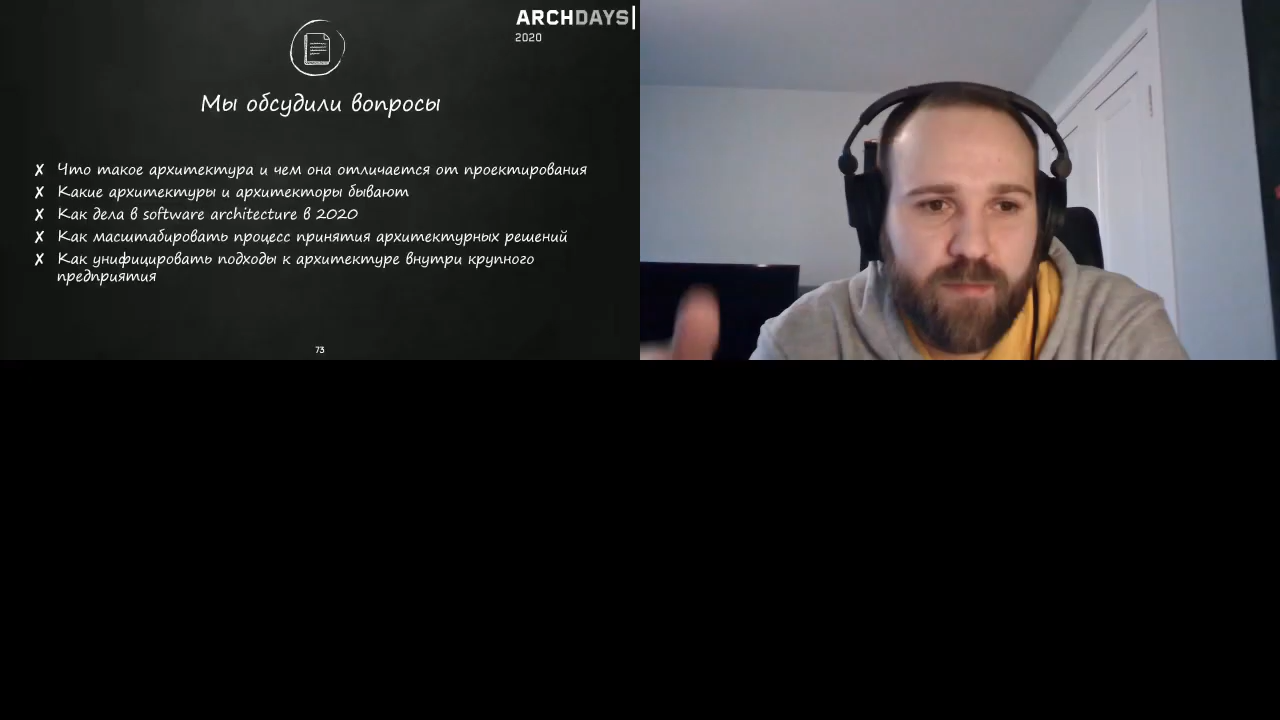 ARCHDAYS
2020
Мы обсудили вопросы
✗ Что такое архитектура и чем она отличается от проектирования
✗ Какие архитектуры и архитекторы бывают
✗ Как дела в software architecture в 2020
✗ Как масштабировать процесс принятия архитектурных решений
✗ Как унифицировать подходы к архитектуре внутри крупного
предприятия
73